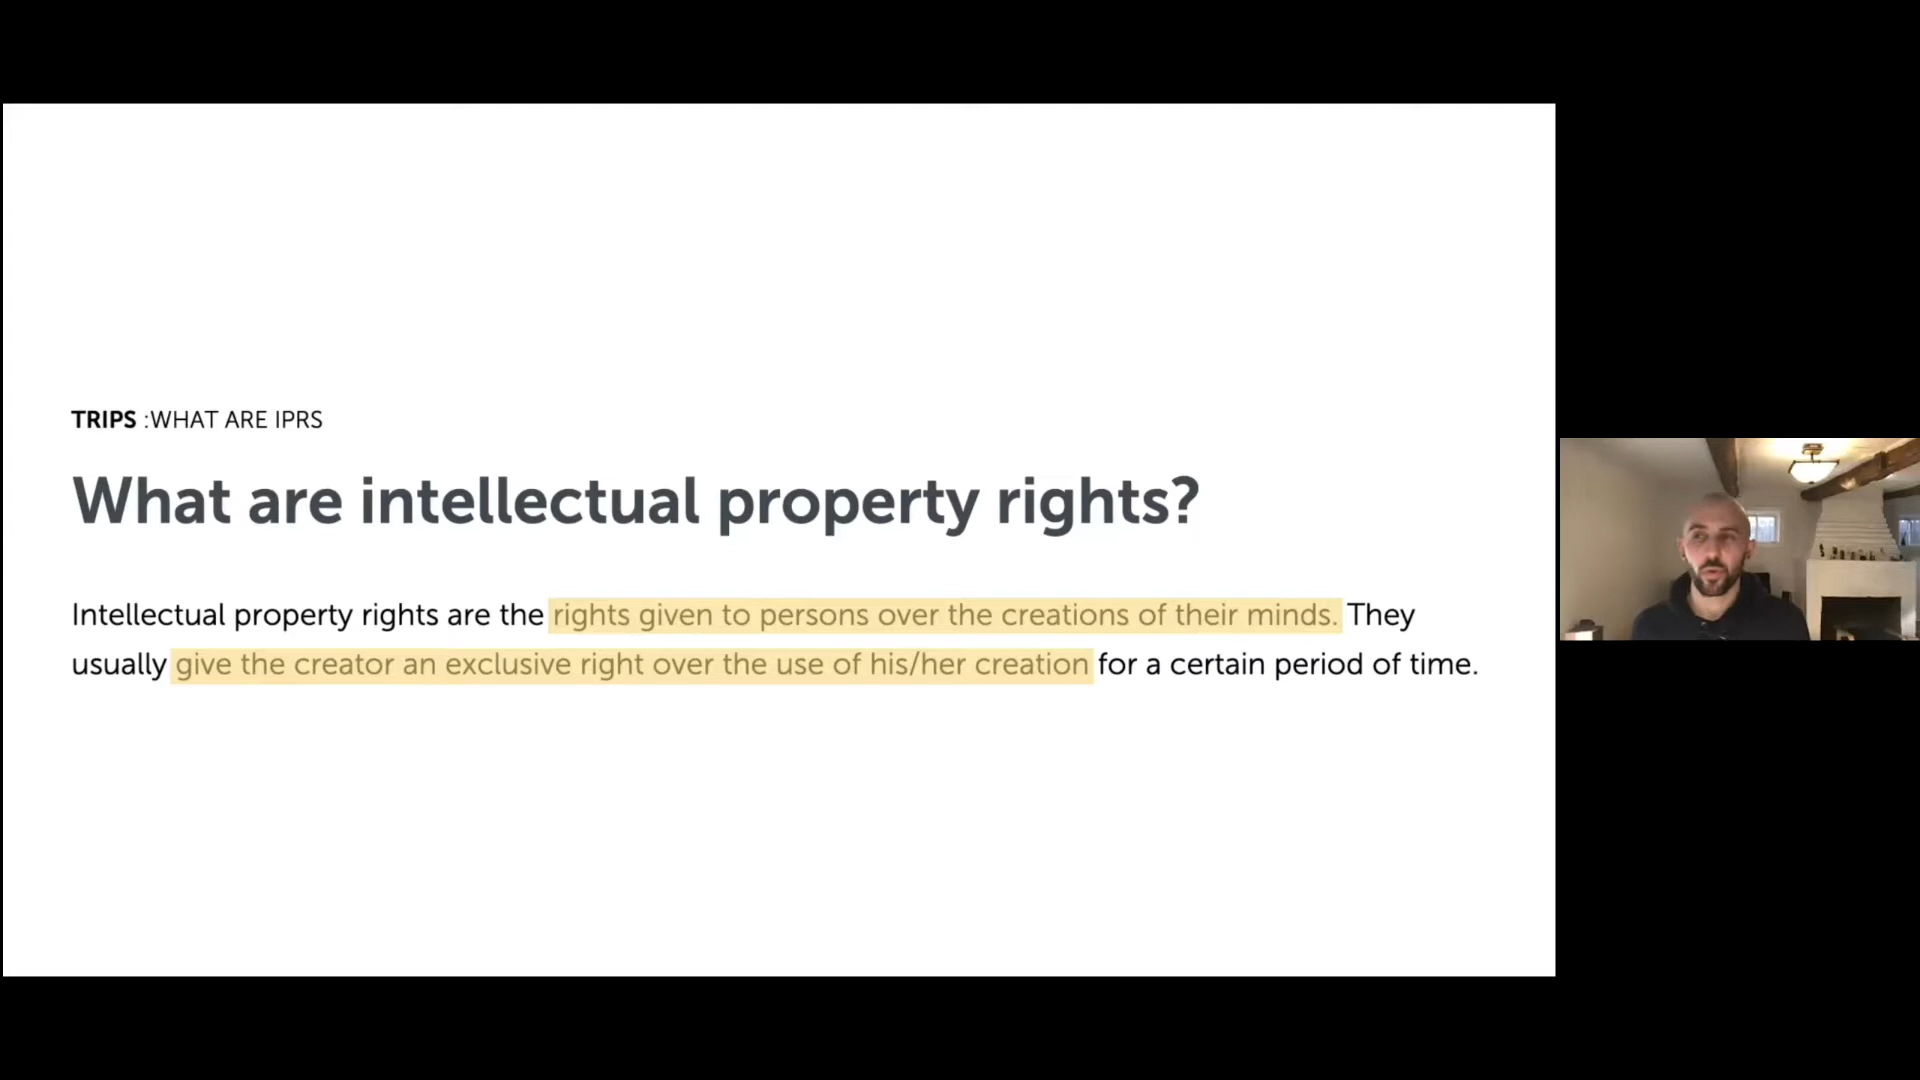 TRIPS :WHAT ARE IPRS
What are intellectual property rights?
Intellectual property rights are the rights given to persons over the creations of their minds. They
usually give the creator an exclusive right over the use of his/her creation for a certain period of time.